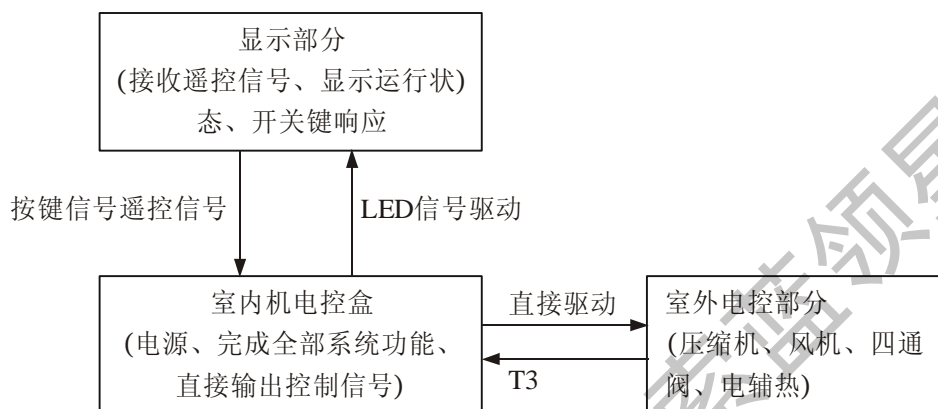 显示部分
(接收遥控信号、显示运行状)
态、开关键响应
按键信号遥控信号
LED信号驱动
室内机电控盒
(电源、完成全部系统功能、
直接输出控制信号)
直接驱动
T3
室外电控部分
(压缩机、风机、四通
阀、电辅热)
索蓝领星